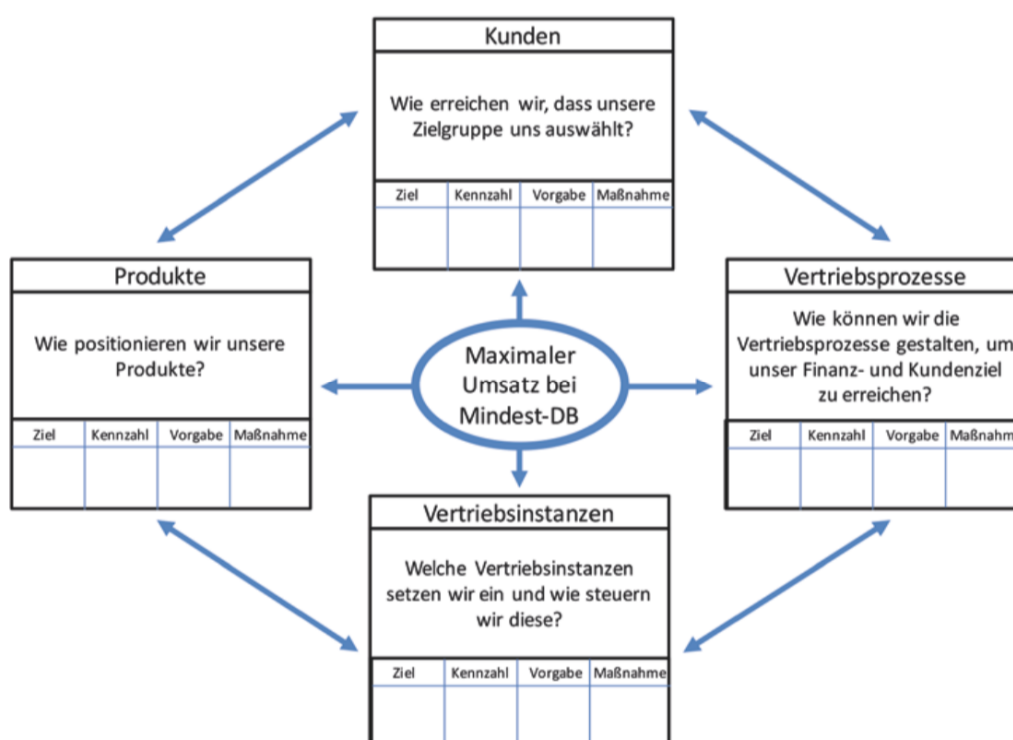 Kunden
Wie erreichen wir, dass unsere
Zielgruppe uns auswählt?
Ziel Kennzahl Vorgabe Maßnahme
Produkte
Wie positionieren wir unsere
Produkte?
Ziel Kennzahl Vorgabe Maßnahme
Maximaler
Umsatz bei
Mindest-DB
Vertriebsprozesse
Wie können wir die
Vertriebsprozesse gestalten, um
unser Finanz- und Kundenziel
zu erreichen?
Ziel Kennzahl Vorgabe Maßnahm
Vertriebsinstanzen
Welche Vertriebsinstanzen
setzen wir ein und wie steuern
wir diese?
Ziel Kennzahl Vorgabe Maßnahme